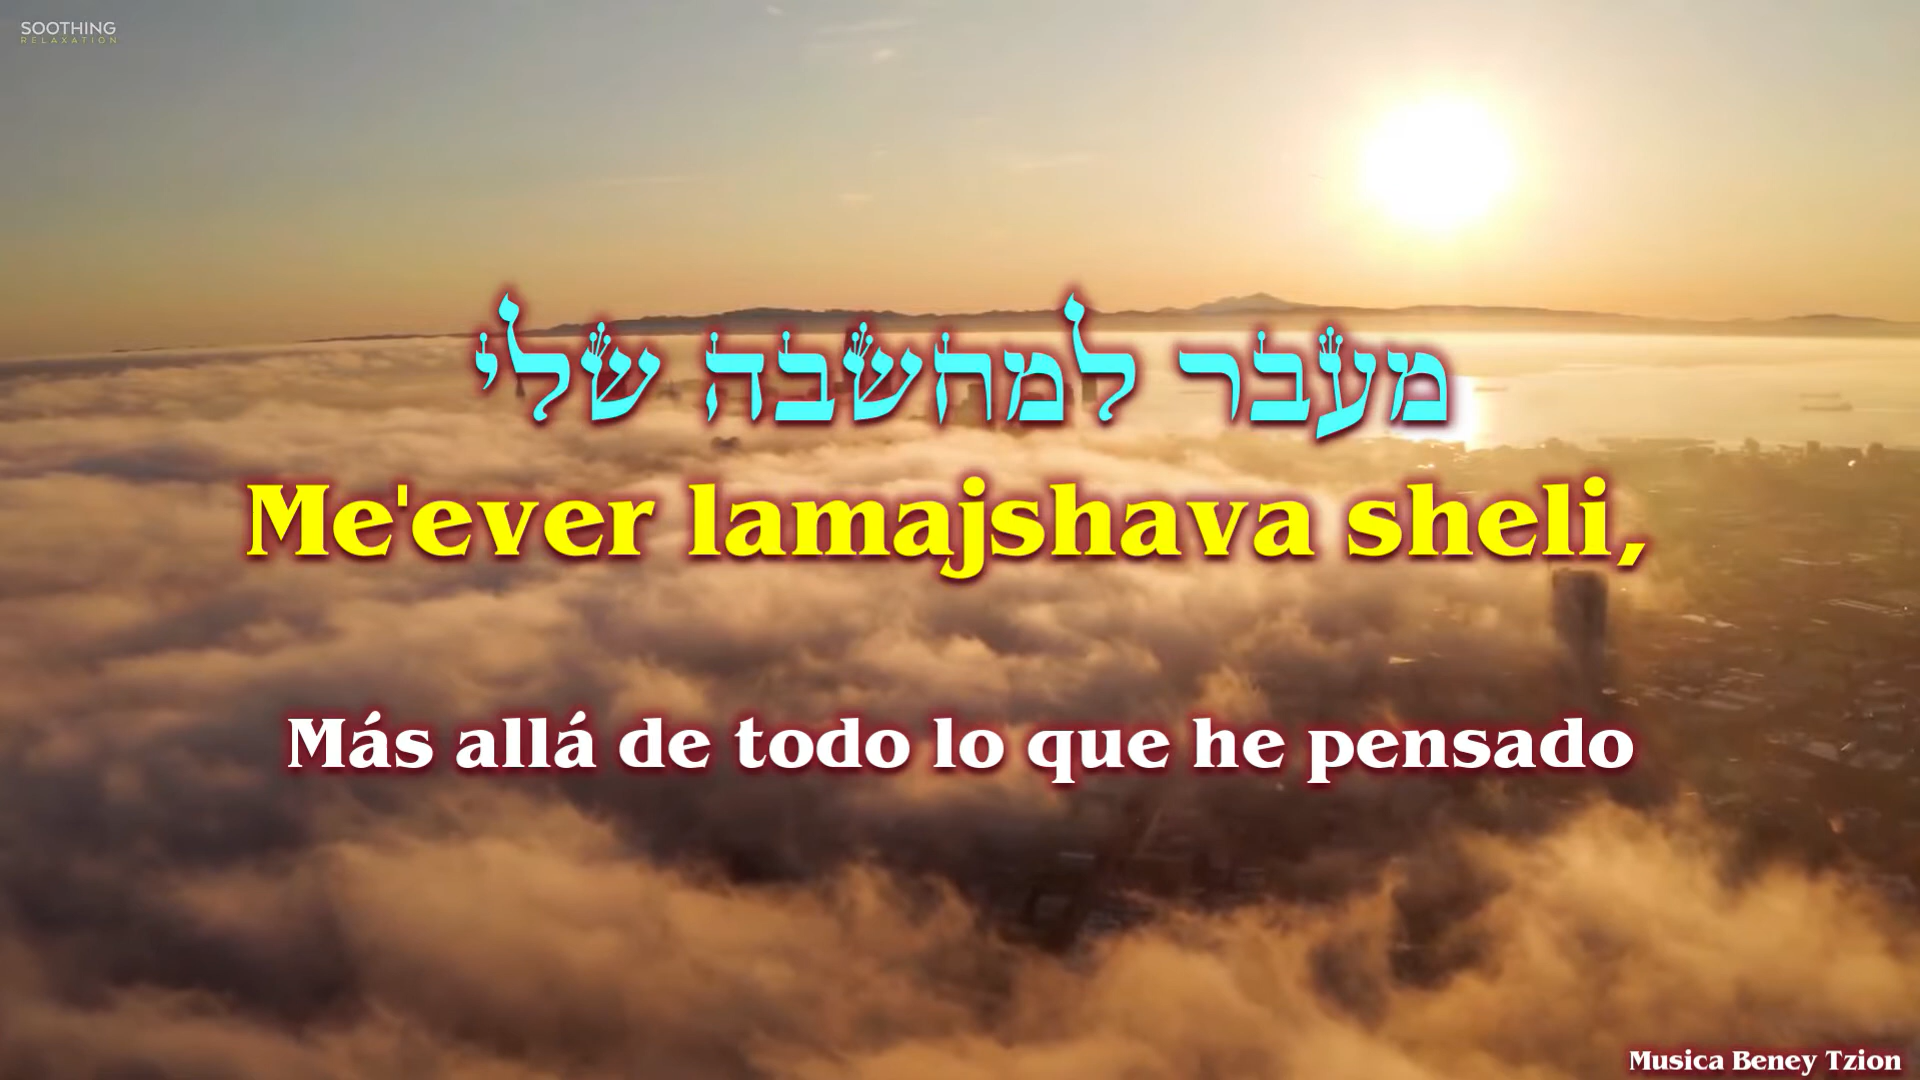 SOOTHING
RELAXATION
מעבר למחשבה שלי
Me'ever lamajshava sheli,
Más allá de todo lo que he pensado
Musica Beney Tzion